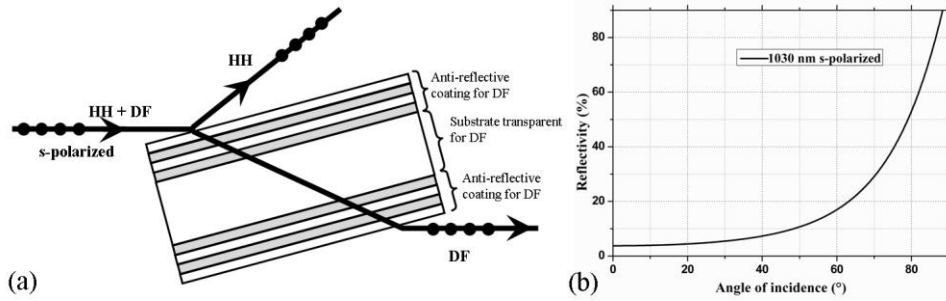 HH
HH + DF
s-polarized
Anti-reflective
coating for DF
Substrate transparent
for DF
Anti-reflective
coating for DF
DF
(a)
(b)
1030 nm s-polarized
Reflectivity (%)
80
60
40
20
0
0
20
40
60
80
Angle of incidence (°)